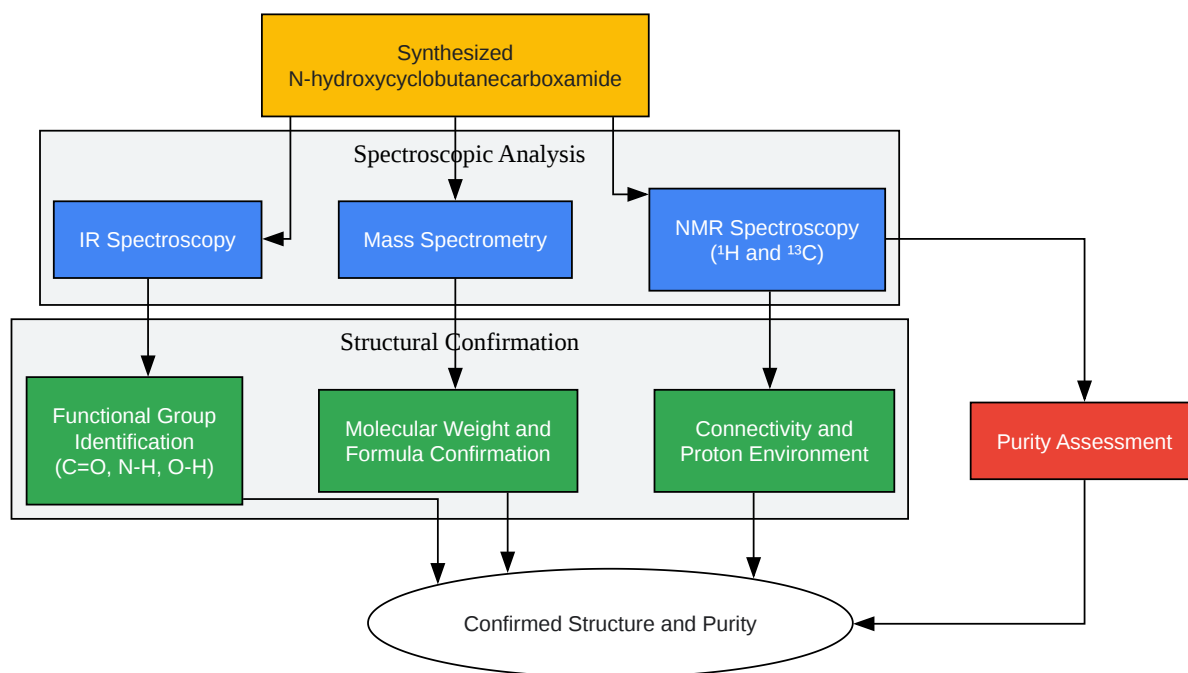 Synthesized
N-hydroxycyclobutanecarboxamide
Spectroscopic Analysis
IR Spectroscopy
Mass Spectrometry
NMR Spectroscopy
(¹H and ¹³C)
Structural Confirmation
Functional Group
Identification
(C=O, N-H, O-H)
Molecular Weight and
Formula Confirmation
Connectivity and
Proton Environment
Purity Assessment
Confirmed Structure and Purity